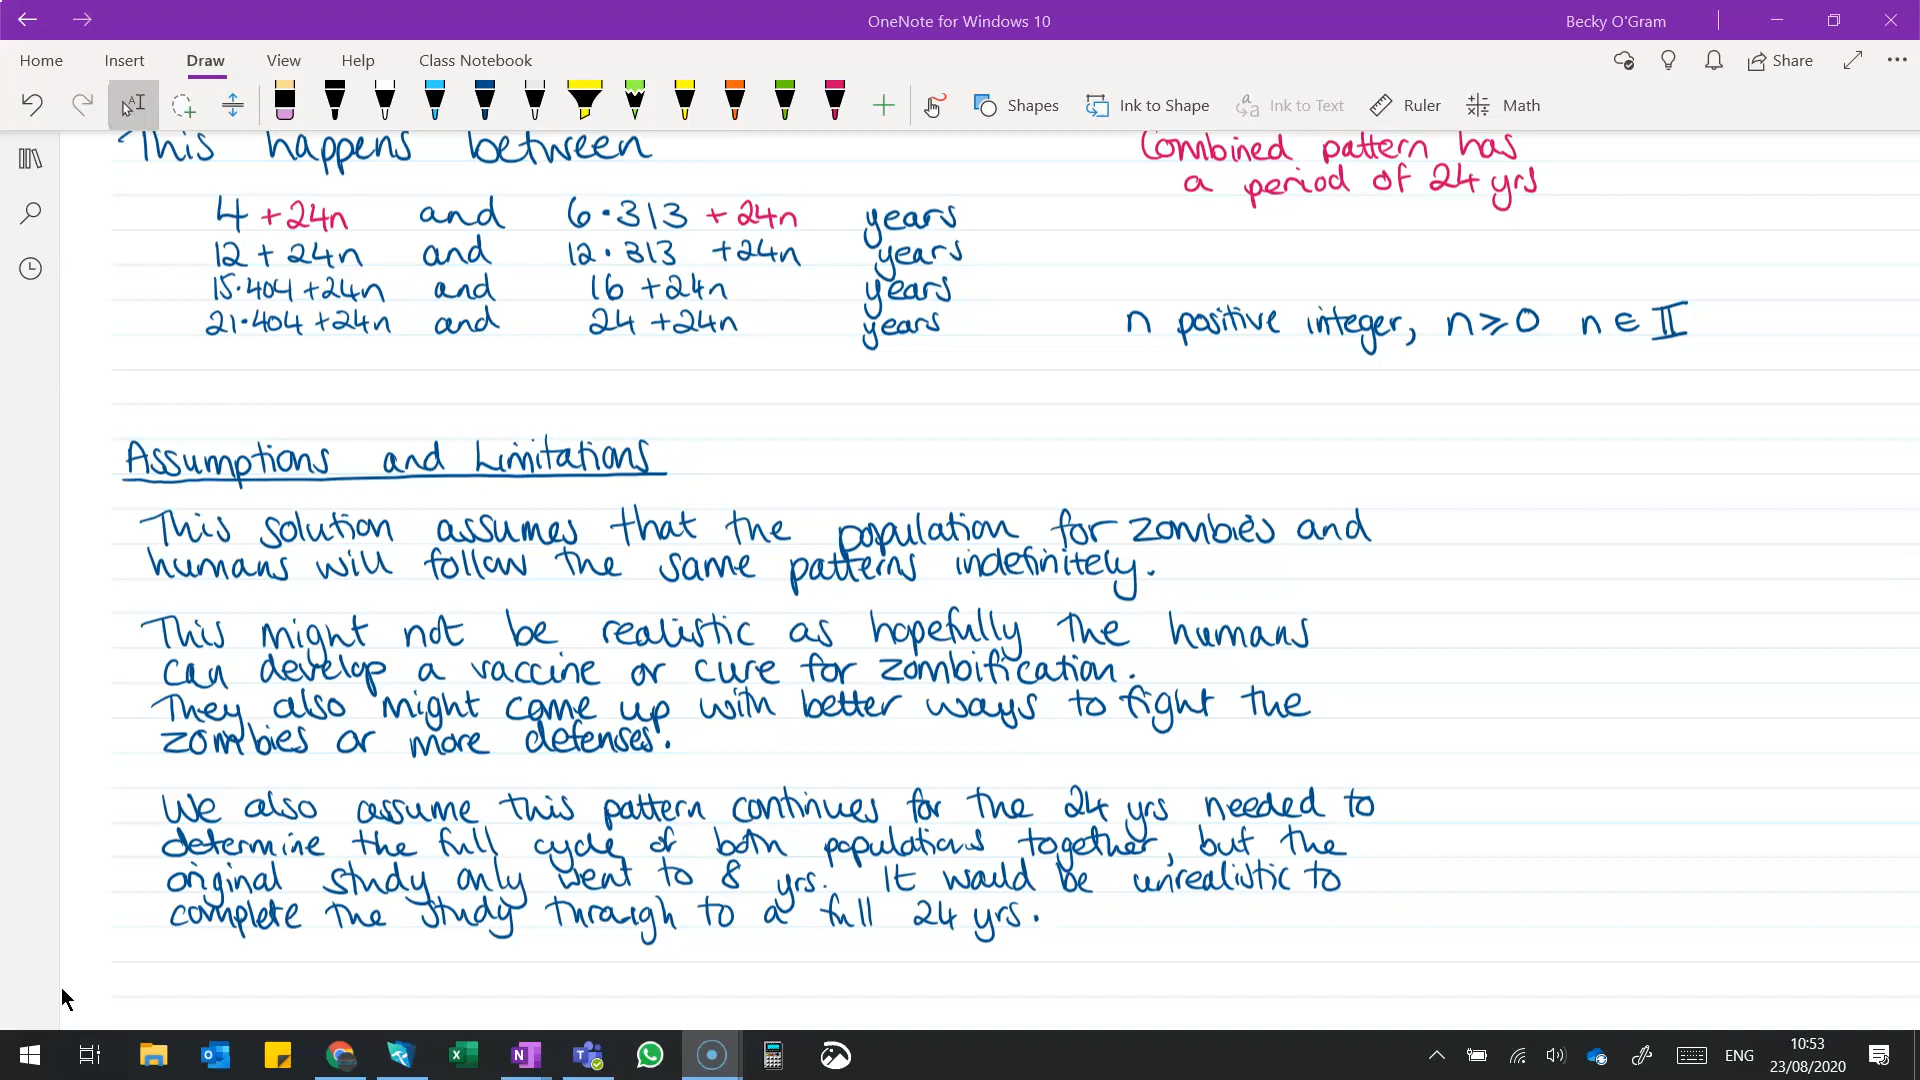 OneNote for Windows 10
Becky O'Gram
Home Insert Draw View Help Class Notebook
Share
Shapes Ink to Shape Ink to Text Ruler Math
This happens between
Combined pattern has
a period of 24 yrs
4 +24n and 6.313 +24n years
12 + 24n and 12.313 +24n years
15.404 +24n and 16 +24n years
21.404 +24n and 24 +24n years
n positive integer, n⩾0 n ∈ II
Assumptions and Limitations
This solution assumes that the population for zombies and
humans will follow the same patterns indefinitely.
This might not be realistic as hopefully the humans
can develop a vaccine or cure for zombification.
They also might come up with better ways to fight the
zombies or more defenses.
We also assume this pattern continues for the 24 yrs needed to
determine the full cycle of both populations together, but the
original study only went to 8 yrs. It would be unrealistic to
complete the study through to a full 24 yrs.
ENG
10:53
23/08/2020